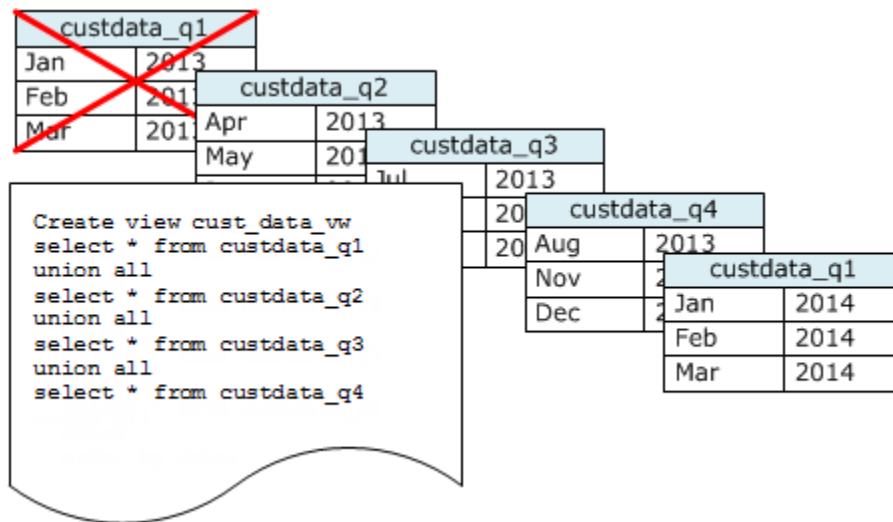 custdata_q1
Jan 2013
Feb
Mar
custdata_q2
Apr 2013
May
custdata_q3
Jul 2013
custdata_q4
Aug 2013
Nov
Dec
custdata_q1
Jan 2014
Feb 2014
Mar 2014
Create view cust_data_vw
select * from custdata_q1
union all
select * from custdata_q2
union all
select * from custdata_q3
union all
select * from custdata_q4